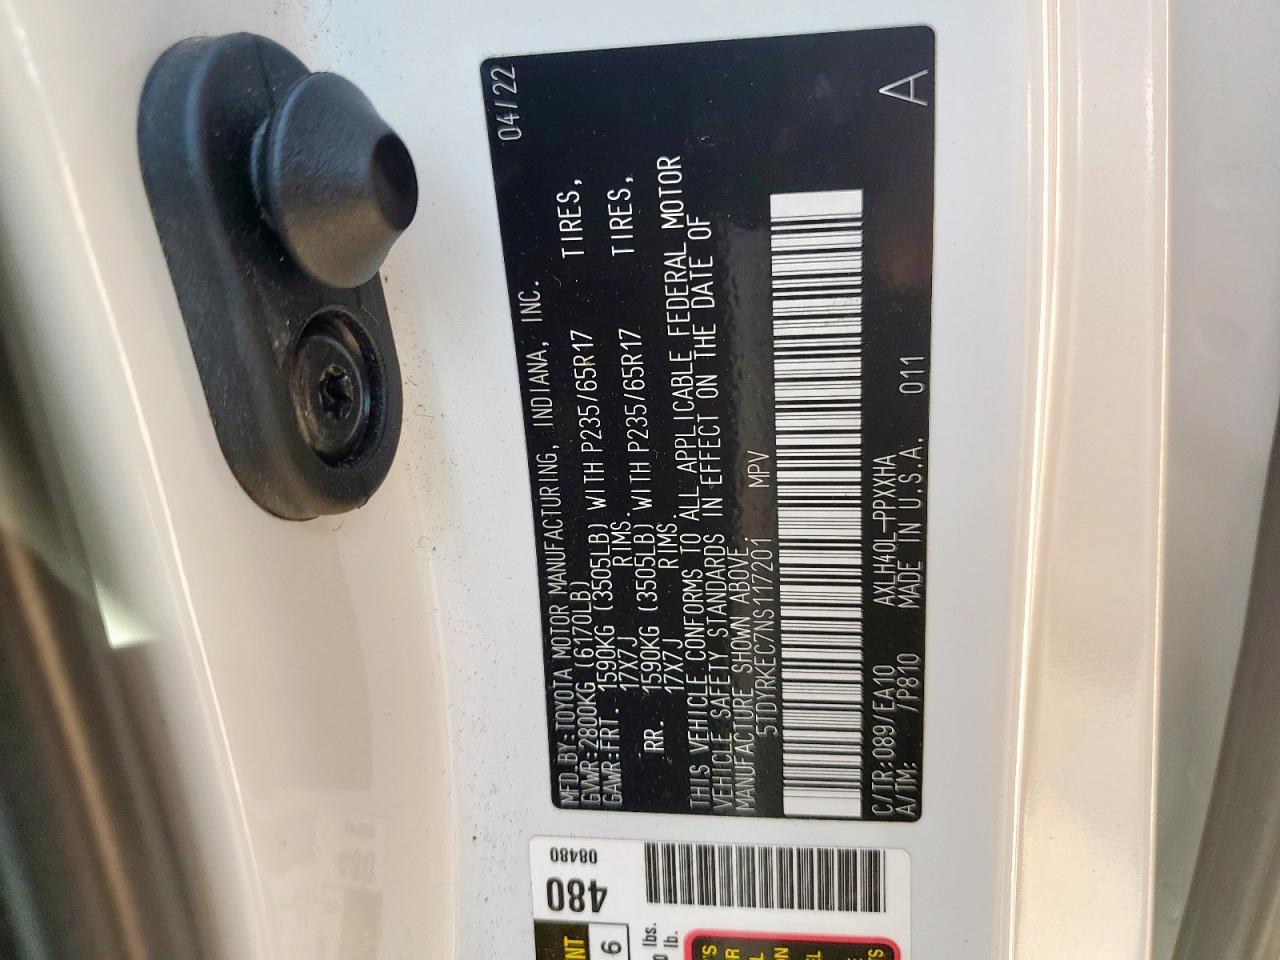 MFD.BY:TOYOTA MOTOR MANUFACTURING, INDIANA, INC. 04/22
GVWR:2800KG (6170LB)
GAWR:FRT. 1590KG (3505LB) WITH P235/65R17 TIRES,
17X7J RIMS.
RR. 1590KG (3505LB) WITH P235/65R17 TIRES,
17X7J RIMS.
THIS VEHICLE CONFORMS TO ALL APPLICABLE FEDERAL MOTOR
VEHICLE SAFETY STANDARDS IN EFFECT ON THE DATE OF
MANUFACTURE SHOWN ABOVE.
5TDYRKEC7NS117201 MPV
C/TR:089/EA10 AXLH40L-PPXXHA 011 A
A/TM: /P810 MADE IN U.S.A.
08480
480
6
lbs.
lb.